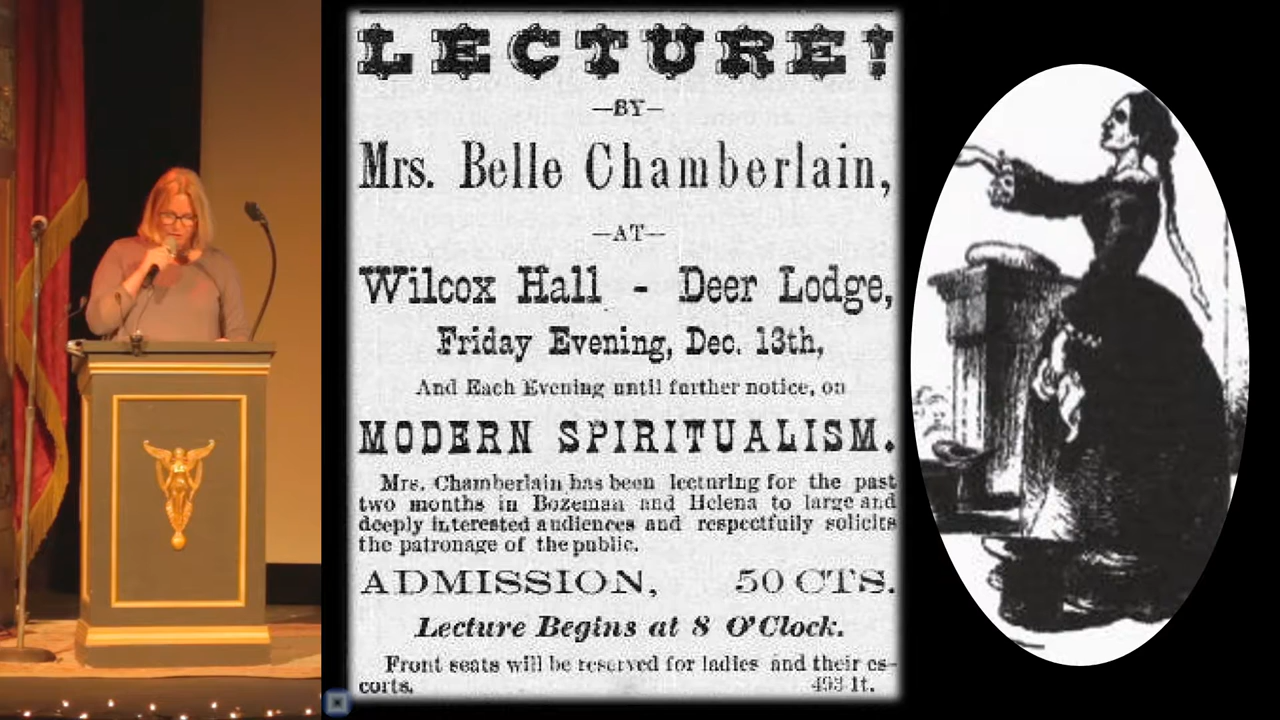 LECTURE!
—BY—
Mrs. Belle Chamberlain,
—AT—
Wilcox Hall - Deer Lodge,
Friday Evening, Dec. 13th,
And Each Evening until further notice, on
MODERN SPIRITUALISM.
Mrs. Chamberlain has been lecturing for the past
two months in Bozeman and Helena to large and
deeply interested audiences and respectfully solicits
the patronage of the public.
ADMISSION, 50 CTS.
Lecture Begins at 8 O'Clock.
Front seats will be reserved for ladies and their es-
corts. 493 1t.